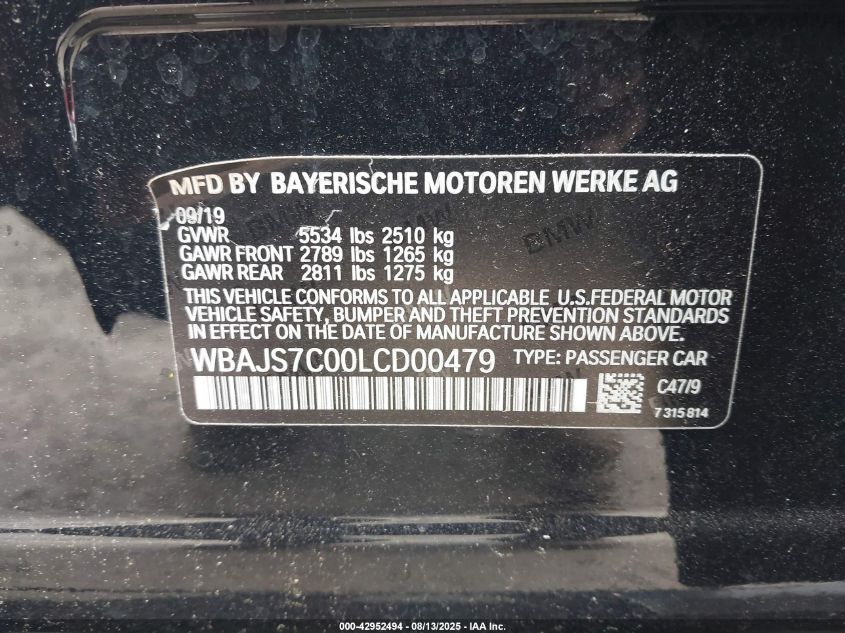 MFD BY BAYERISCHE MOTOREN WERKE AG
09/19
GVWR 5534 lbs 2510 kg
GAWR FRONT 2789 lbs 1265 kg
GAWR REAR 2811 lbs 1275 kg
THIS VEHICLE CONFORMS TO ALL APPLICABLE U.S.FEDERAL MOTOR
VEHICLE SAFETY, BUMPER AND THEFT PREVENTION STANDARDS
IN EFFECT ON THE DATE OF MANUFACTURE SHOWN ABOVE.
WBAJS7C00LCD00479 TYPE: PASSENGER CAR
C47/9
7 315 814
000-42952494 - 08/13/2025 - IAA Inc.